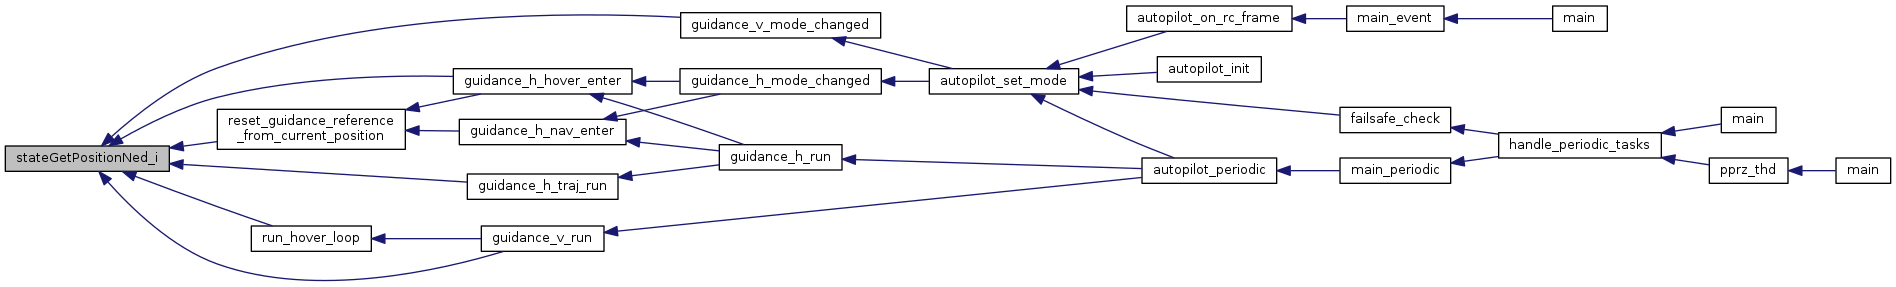 stateGetPositionNed_i
guidance_v_mode_changed
guidance_h_hover_enter
reset_guidance_reference
_from_current_position
guidance_h_mode_changed
guidance_h_nav_enter
guidance_h_traj_run
run_hover_loop
guidance_v_run
guidance_h_run
autopilot_set_mode
autopilot_on_rc_frame
main_event
main
autopilot_init
failsafe_check
autopilot_periodic
main_periodic
handle_periodic_tasks
main
pprz_thd
main